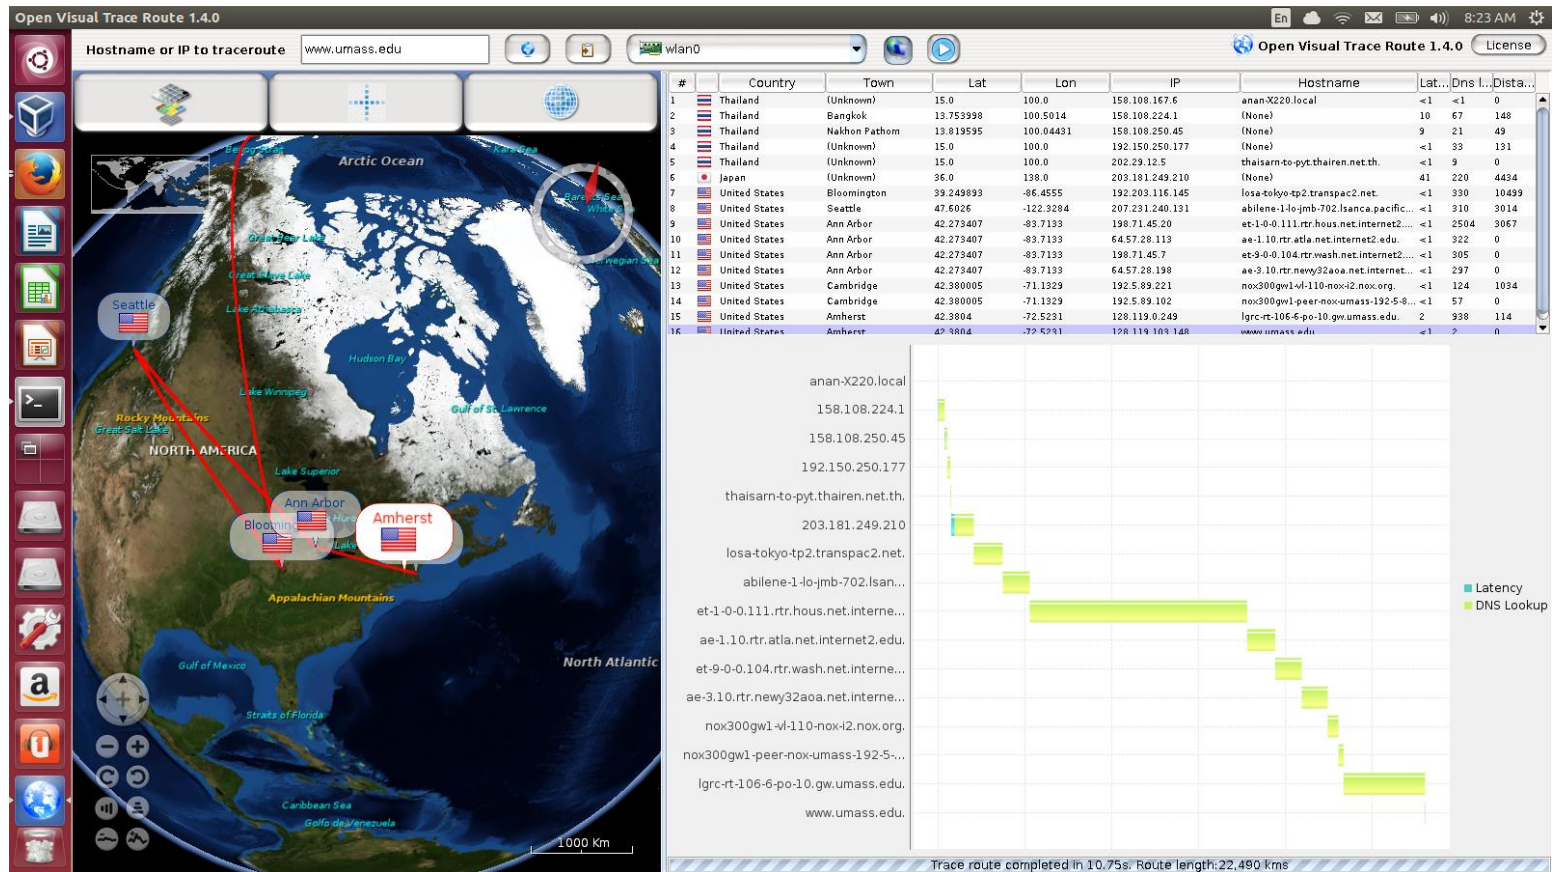 Open Visual Trace Route 1.4.0
En 8:23 AM
Hostname or IP to traceroute www.umass.edu wlan0 Open Visual Trace Route 1.4.0 License
# Country Town Lat Lon IP Hostname Lat... Dns l... Dista...
1 Thailand (Unknown) 15.0 100.0 158.108.167.6 anan-X220.local <1 <1 0
2 Thailand Bangkok 13.753998 100.5014 158.108.224.1 (None) 10 67 148
3 Thailand Nakhon Pathom 13.819595 100.04431 158.108.250.45 (None) 9 21 49
4 Thailand (Unknown) 15.0 100.0 192.150.250.177 (None) <1 33 131
5 Thailand (Unknown) 15.0 100.0 202.29.12.5 thaisarn-to-pyt.thairen.net.th. <1 9 0
6 Japan (Unknown) 36.0 138.0 203.181.249.210 (None) 41 220 4434
7 United States Bloomington 39.249893 -86.4555 192.203.116.145 losa-tokyo-tp2.transpac2.net. <1 330 10499
8 United States Seattle 47.6026 -122.3284 207.231.240.131 abilene-1-lo-jmb-702.lsanca.pacific... <1 310 3014
9 United States Ann Arbor 42.273407 -83.7133 198.71.45.20 et-1-0-0.111.rtr.hous.net.internet2.... <1 2504 3067
10 United States Ann Arbor 42.273407 -83.7133 64.57.28.113 ae-1.10.rtr.atla.net.internet2.edu. <1 322 0
11 United States Ann Arbor 42.273407 -83.7133 198.71.45.7 et-9-0-0.104.rtr.wash.net.internet2.... <1 305 0
12 United States Ann Arbor 42.273407 -83.7133 64.57.28.198 ae-3.10.rtr.newy32aoa.net.internet... <1 297 0
13 United States Cambridge 42.380005 -71.1329 192.5.89.221 nox300gw1-vl-110-nox-i2.nox.org. <1 124 1034
14 United States Cambridge 42.380005 -71.1329 192.5.89.102 nox300gw1-peer-nox-umass-192-5-8... <1 57 0
15 United States Amherst 42.3804 -72.5231 128.119.0.249 lgrc-rt-106-6-po-10.gw.umass.edu. 2 938 114
16 United States Amherst 42.3804 -72.5231 128.119.103.148 www.umass.edu. <1 2 0
Kara Sea
Arctic Ocean
Barents Sea
Great Bear Lake
Great Slave Lake
Norwegian Sea
Seattle
Lake Athabasca
Hudson Bay
Lake Winnipeg
Gulf of St. Lawrence
Rocky Mountains
Great Salt Lake
NORTH AMERICA
Lake Superior
Ann Arbor
Amherst
Lake
Appalachian Mountains
Gulf of Mexico
North Atlantic
Straits of Florida
Caribbean Sea
Golfo de Venezuela
1000 Km
anan-X220.local
158.108.224.1
158.108.250.45
192.150.250.177
thaisarn-to-pyt.thairen.net.th.
203.181.249.210
losa-tokyo-tp2.transpac2.net.
abilene-1-lo-jmb-702.lsan...
et-1-0-0.111.rtr.hous.net.interne...
ae-1.10.rtr.atla.net.internet2.edu.
et-9-0-0.104.rtr.wash.net.interne...
ae-3.10.rtr.newy32aoa.net.interne...
nox300gw1-vl-110-nox-i2.nox.org.
nox300gw1-peer-nox-umass-192-5-...
lgrc-rt-106-6-po-10.gw.umass.edu.
www.umass.edu.
Latency
DNS Lookup
Trace route completed in 10.75s. Route length:22,490 kms